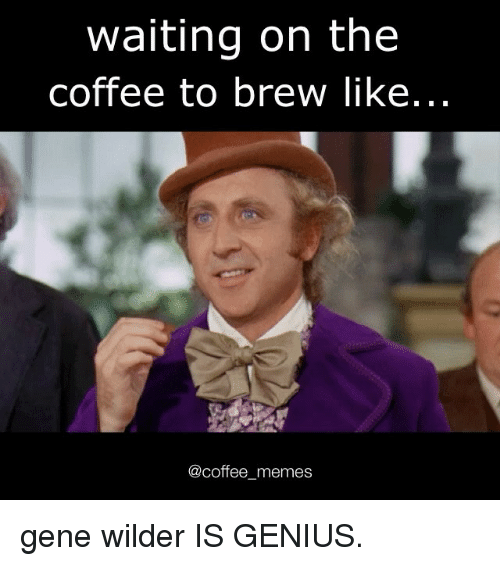 waiting on the
coffee to brew like...
@coffee_memes
gene wilder IS GENIUS.